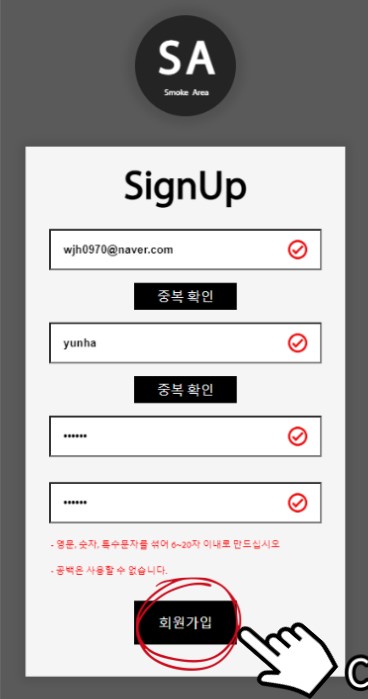 SA
Smoke Area
SignUp
wjh0970@naver.com
중복 확인
yunha
중복 확인
••••••
••••••
- 영문, 숫자, 특수문자를 섞어 6~20자 이내로 만드십시오
- 공백은 사용할 수 없습니다.
회원가입